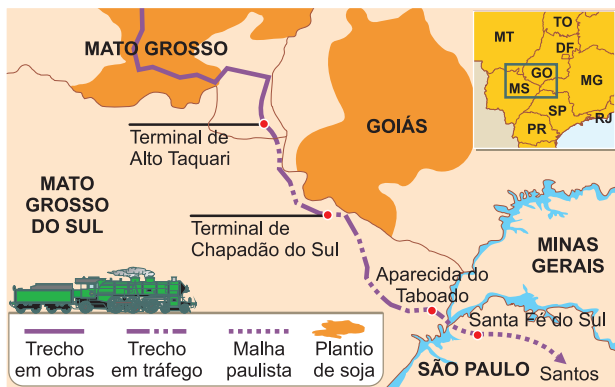 MATO GROSSO
Terminal de
Alto Taquari
GOIÁS
MATO
GROSSO
DO SUL
Terminal de
Chapadão do Sul
Aparecida do
Taboado
MINAS
GERAIS
Santa Fé do Sul
SÃO PAULO
Santos
MT
TO
DF
GO
MS
MG
SP
RJ
PR
Trecho
em obras
Trecho
em tráfego
Malha
paulista
Plantio
de soja